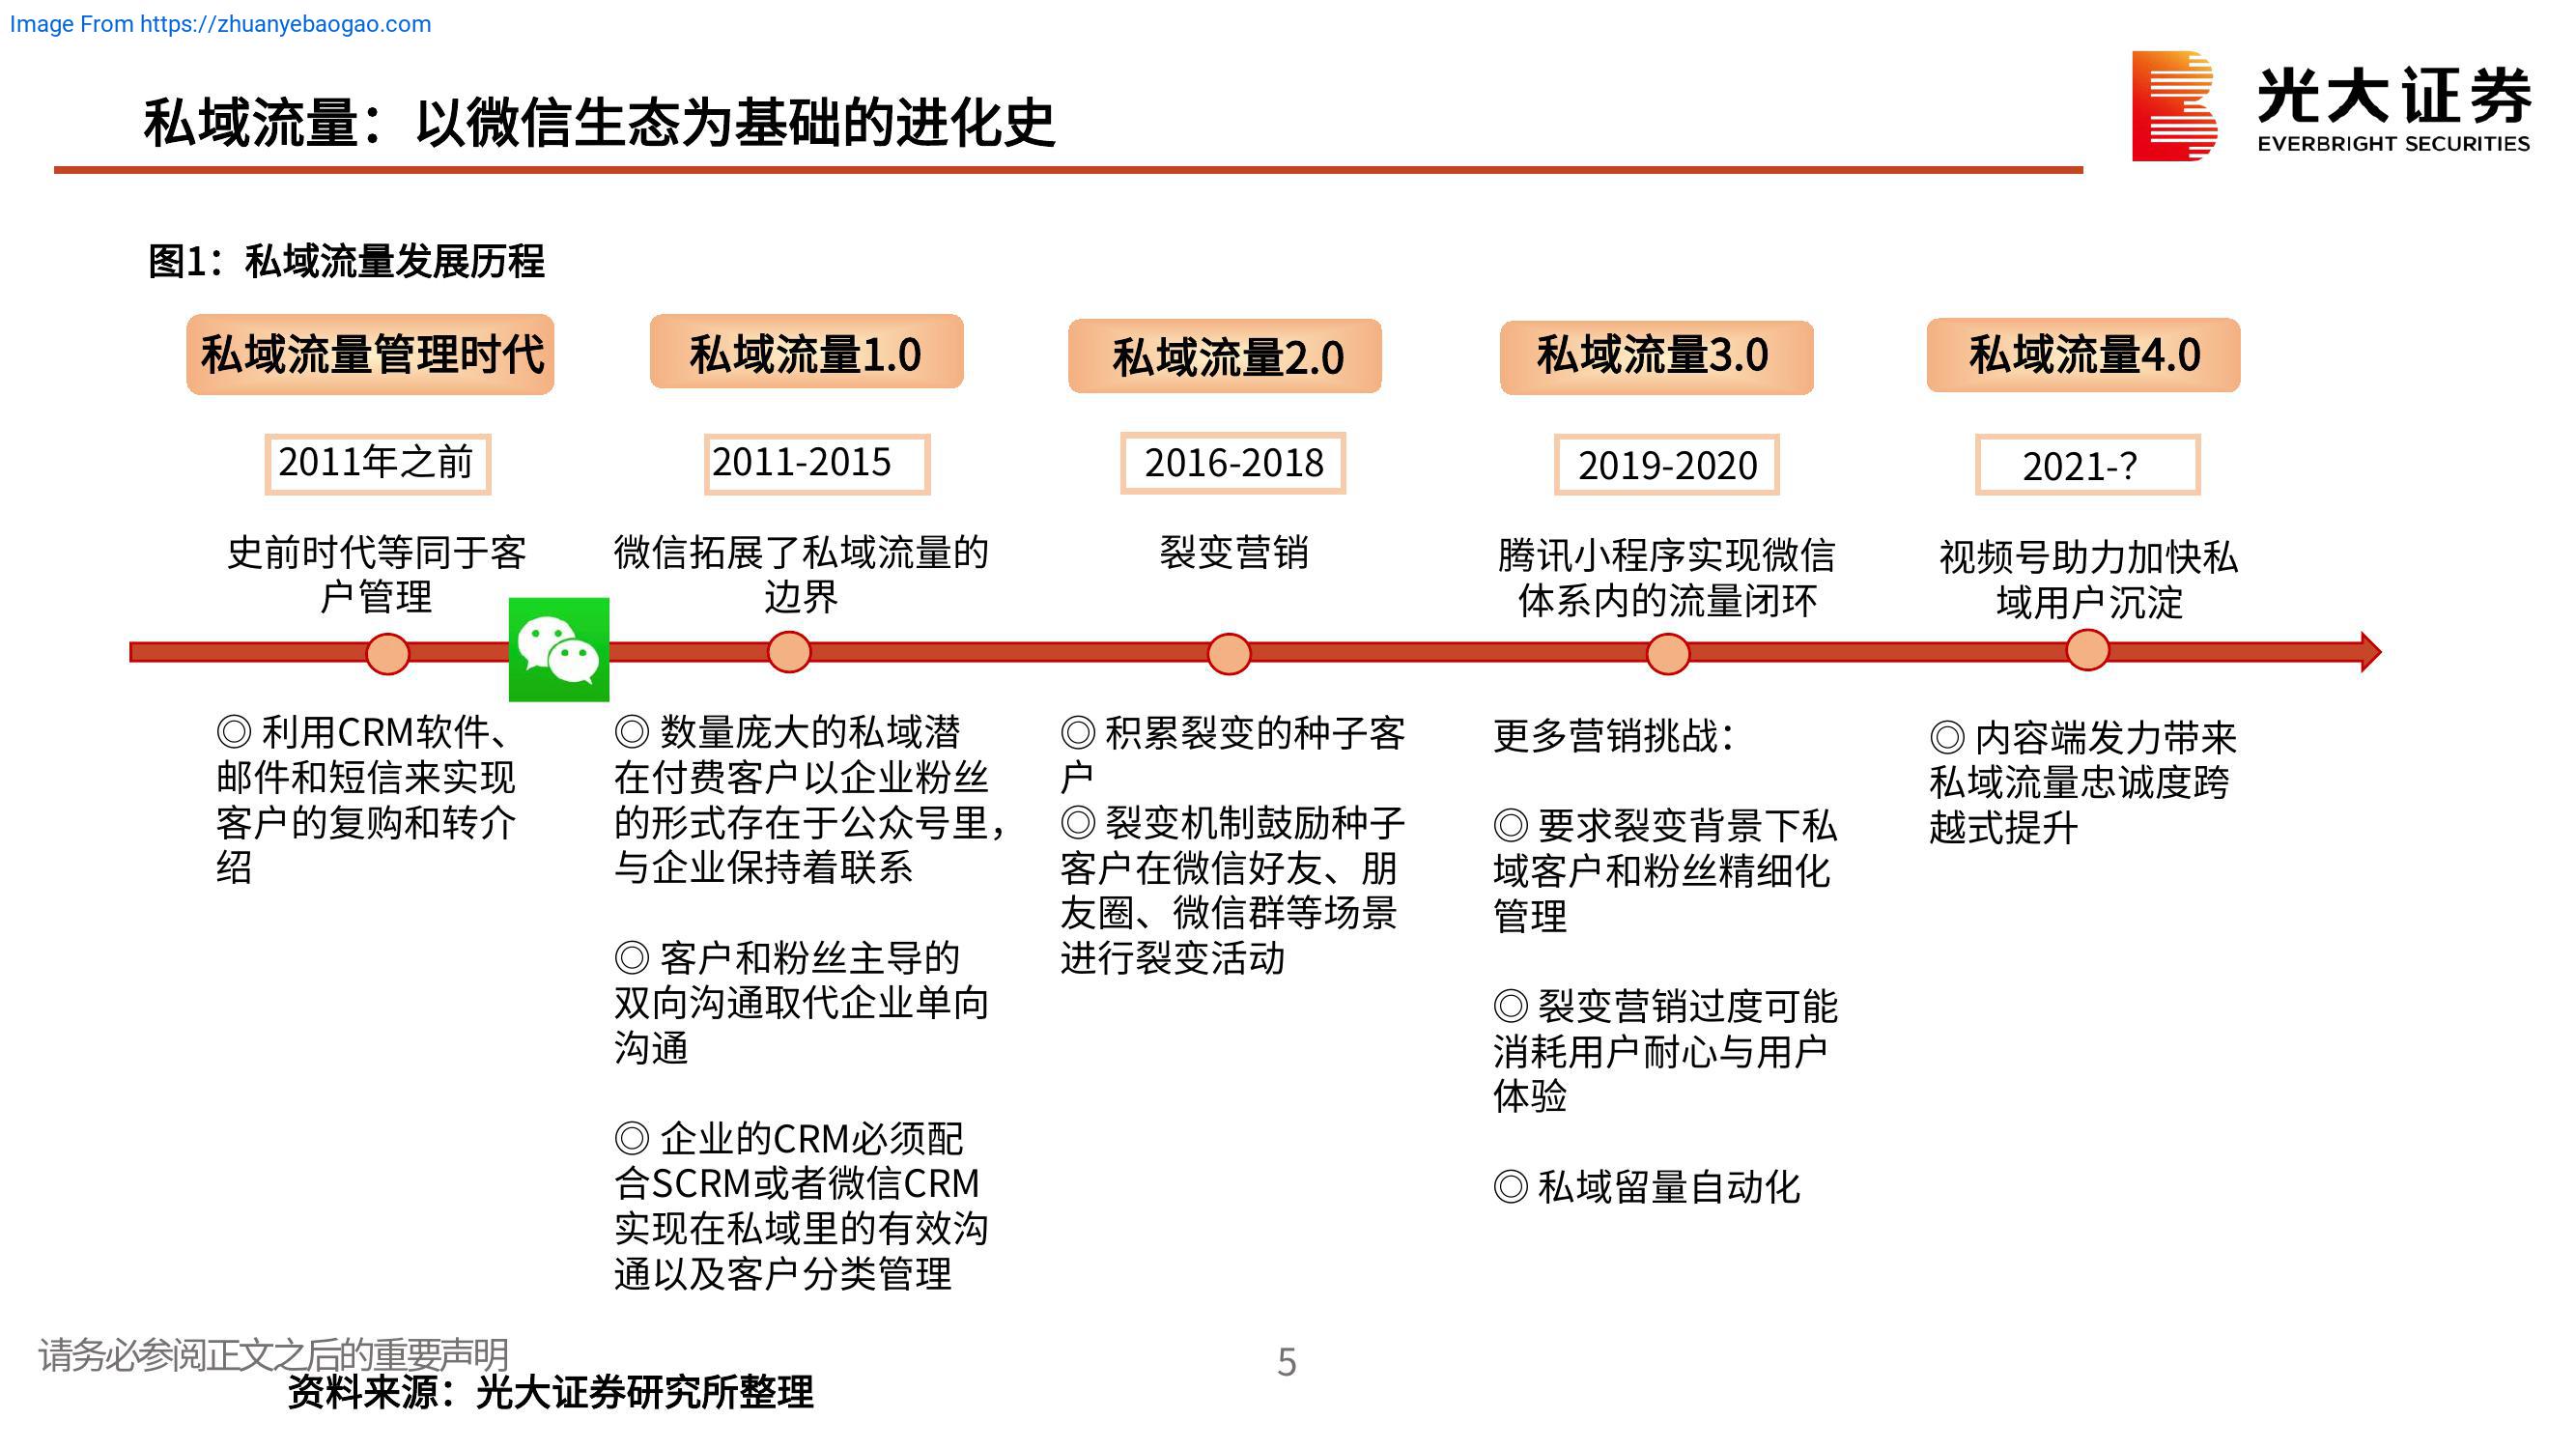 Image From https://zhuanyebaogao.com
光大证券
EVERBRIGHT SECURITIES
私域流量：以微信生态为基础的进化史
图1：私域流量发展历程
私域流量管理时代
2011年之前
史前时代等同于客
户管理
◎ 利用CRM软件、
邮件和短信来实现
客户的复购和转介
绍
私域流量1.0
2011-2015
微信拓展了私域流量的
边界
◎ 数量庞大的私域潜
在付费客户以企业粉丝
的形式存在于公众号里，
与企业保持着联系
◎ 客户和粉丝主导的
双向沟通取代企业单向
沟通
◎ 企业的CRM必须配
合SCRM或者微信CRM
实现在私域里的有效沟
通以及客户分类管理
私域流量2.0
2016-2018
裂变营销
◎ 积累裂变的种子客
户
◎ 裂变机制鼓励种子
客户在微信好友、朋
友圈、微信群等场景
进行裂变活动
私域流量3.0
2019-2020
腾讯小程序实现微信
体系内的流量闭环
更多营销挑战：
◎ 要求裂变背景下私
域客户和粉丝精细化
管理
◎ 裂变营销过度可能
消耗用户耐心与用户
体验
◎ 私域留量自动化
私域流量4.0
2021-？
视频号助力加快私
域用户沉淀
◎ 内容端发力带来
私域流量忠诚度跨
越式提升
请务必参阅正文之后的重要声明
5
资料来源：光大证券研究所整理